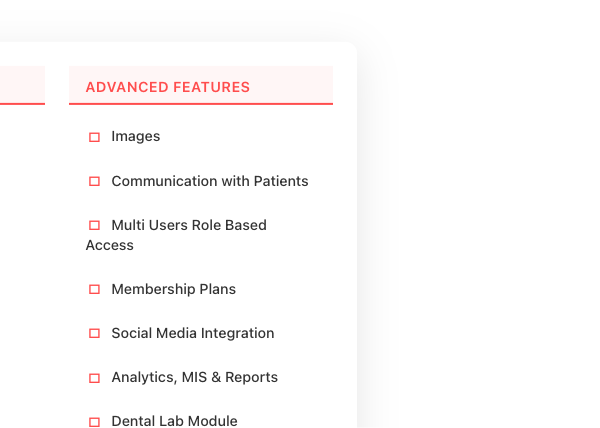 ADVANCED FEATURES
Images
Communication with Patients
Multi Users Role Based
Access
Membership Plans
Social Media Integration
Analytics, MIS & Reports
Dental Lab Module